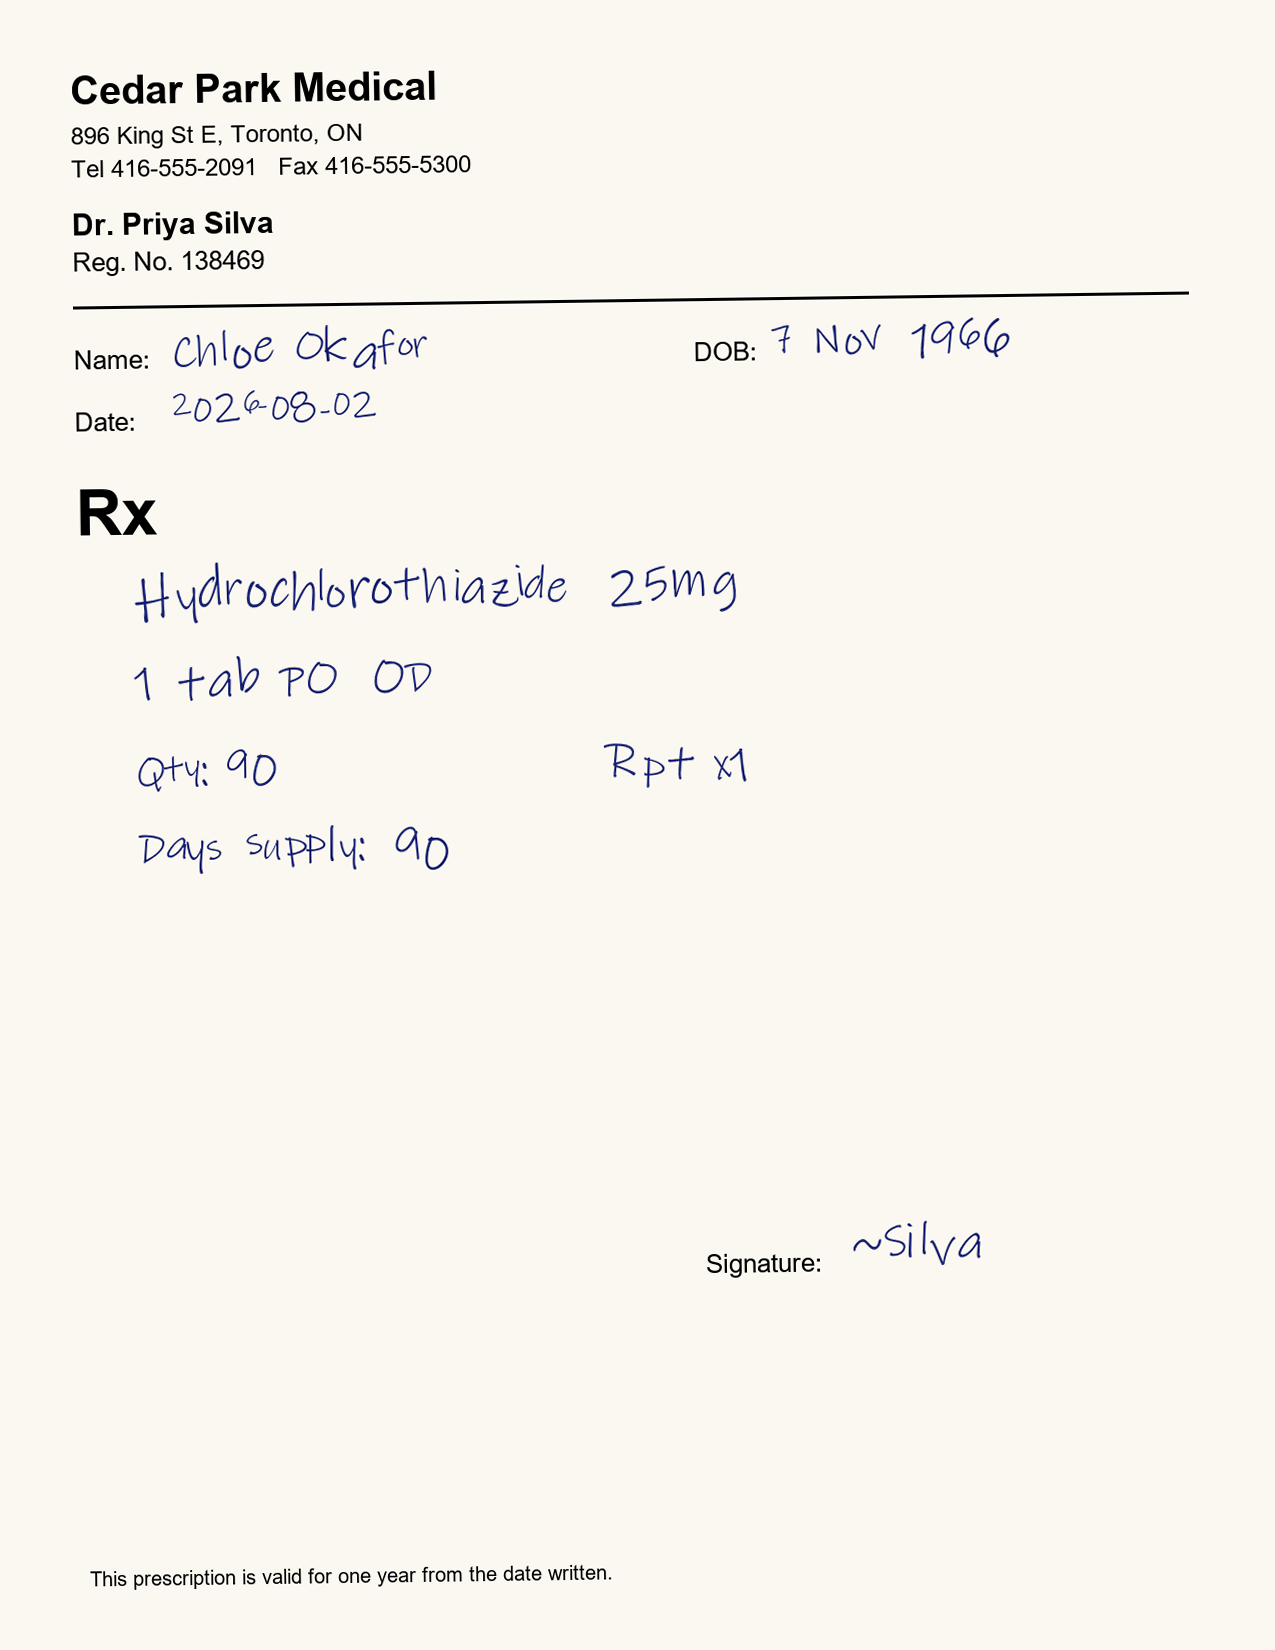 Cedar Park Medical
896 King St E, Toronto, ON
Tel 416-555-2091 Fax 416-555-5300
Dr. Priya Silva
Reg. No. 138469
Name: Chloe Okafor DOB: 7 Nov 1966
Date: 2026-08-02
Rx
Hydrochlorothiazide 25mg
1 tab PO OD
Qty: 90 Rpt x1
Days supply: 90
Signature: ~Silva
This prescription is valid for one year from the date written.